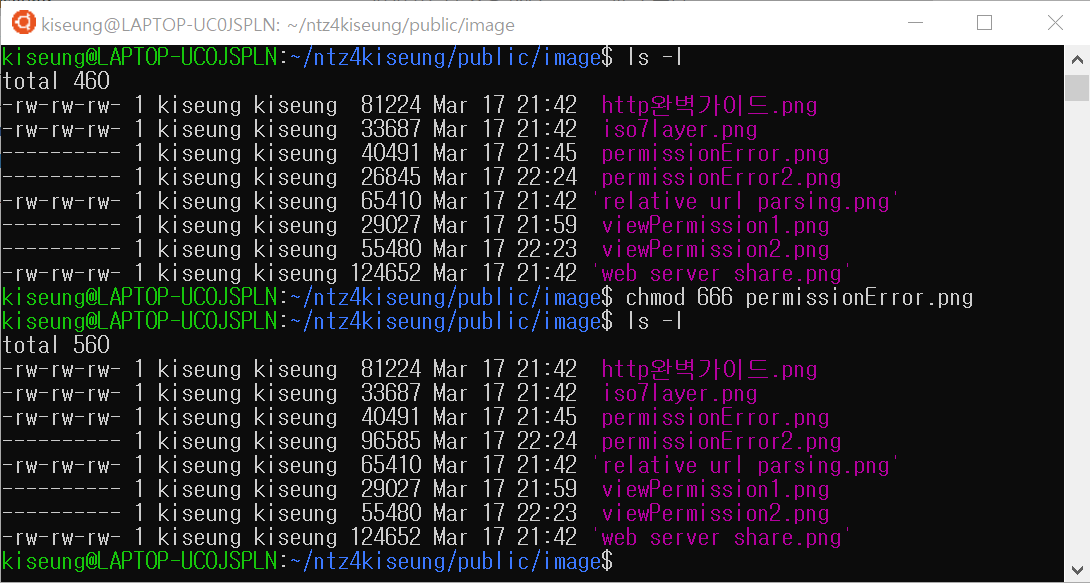 kiseung@LAPTOP-UC0JSPLN: ~/ntz4kiseung/public/image
kiseung@LAPTOP-UC0JSPLN:~/ntz4kiseung/public/image$ ls -l
total 460
-rw-rw-rw- 1 kiseung kiseung  81224 Mar 17 21:42  http완벽가이드.png
-rw-rw-rw- 1 kiseung kiseung  33687 Mar 17 21:42  iso7layer.png
---------- 1 kiseung kiseung  40491 Mar 17 21:45  permissionError.png
---------- 1 kiseung kiseung  26845 Mar 17 22:24  permissionError2.png
-rw-rw-rw- 1 kiseung kiseung  65410 Mar 17 21:42 'relative url parsing.png'
---------- 1 kiseung kiseung  29027 Mar 17 21:59  viewPermission1.png
---------- 1 kiseung kiseung  55480 Mar 17 22:23  viewPermission2.png
-rw-rw-rw- 1 kiseung kiseung 124652 Mar 17 21:42 'web server share.png'
kiseung@LAPTOP-UC0JSPLN:~/ntz4kiseung/public/image$ chmod 666 permissionError.png
kiseung@LAPTOP-UC0JSPLN:~/ntz4kiseung/public/image$ ls -l
total 560
-rw-rw-rw- 1 kiseung kiseung  81224 Mar 17 21:42  http완벽가이드.png
-rw-rw-rw- 1 kiseung kiseung  33687 Mar 17 21:42  iso7layer.png
-rw-rw-rw- 1 kiseung kiseung  40491 Mar 17 21:45  permissionError.png
---------- 1 kiseung kiseung  96585 Mar 17 22:24  permissionError2.png
-rw-rw-rw- 1 kiseung kiseung  65410 Mar 17 21:42 'relative url parsing.png'
---------- 1 kiseung kiseung  29027 Mar 17 21:59  viewPermission1.png
---------- 1 kiseung kiseung  55480 Mar 17 22:23  viewPermission2.png
-rw-rw-rw- 1 kiseung kiseung 124652 Mar 17 21:42 'web server share.png'
kiseung@LAPTOP-UC0JSPLN:~/ntz4kiseung/public/image$